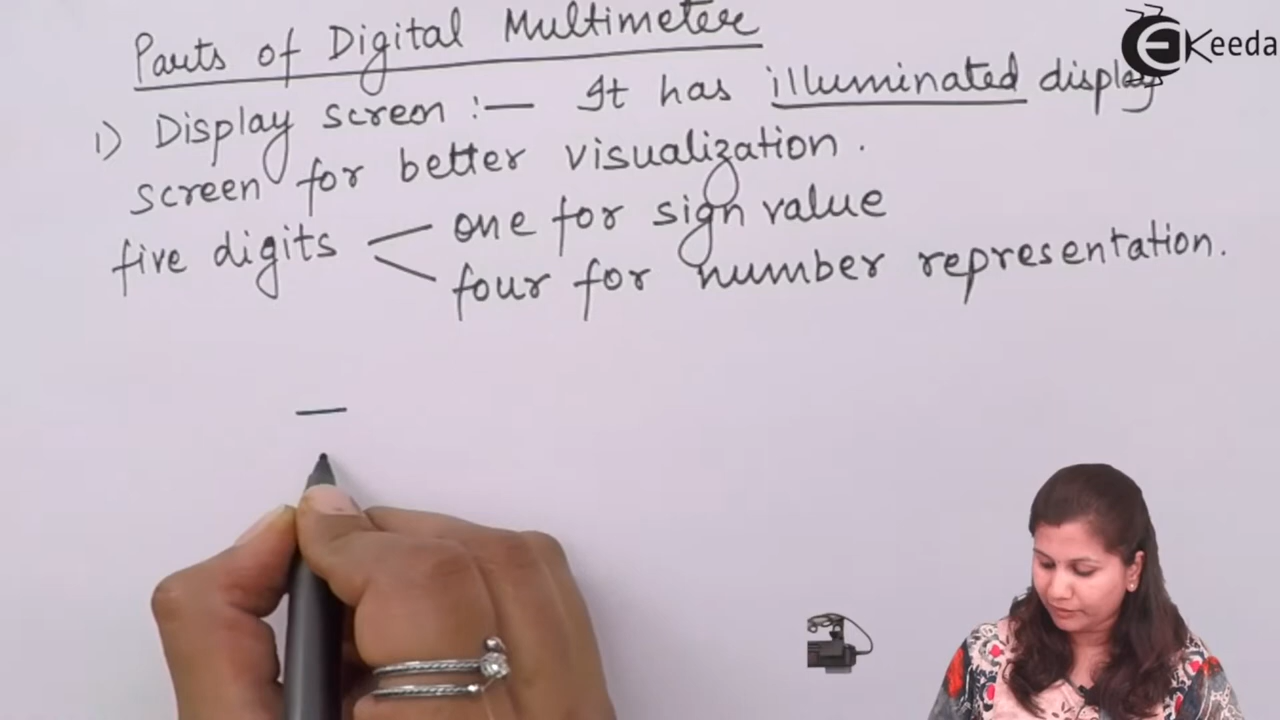 Parts of Digital Multimeter
1) Display screen :— It has illuminated display
screen for better visualization.
five digits < one for sign value
four for number representation.
Ekeeda